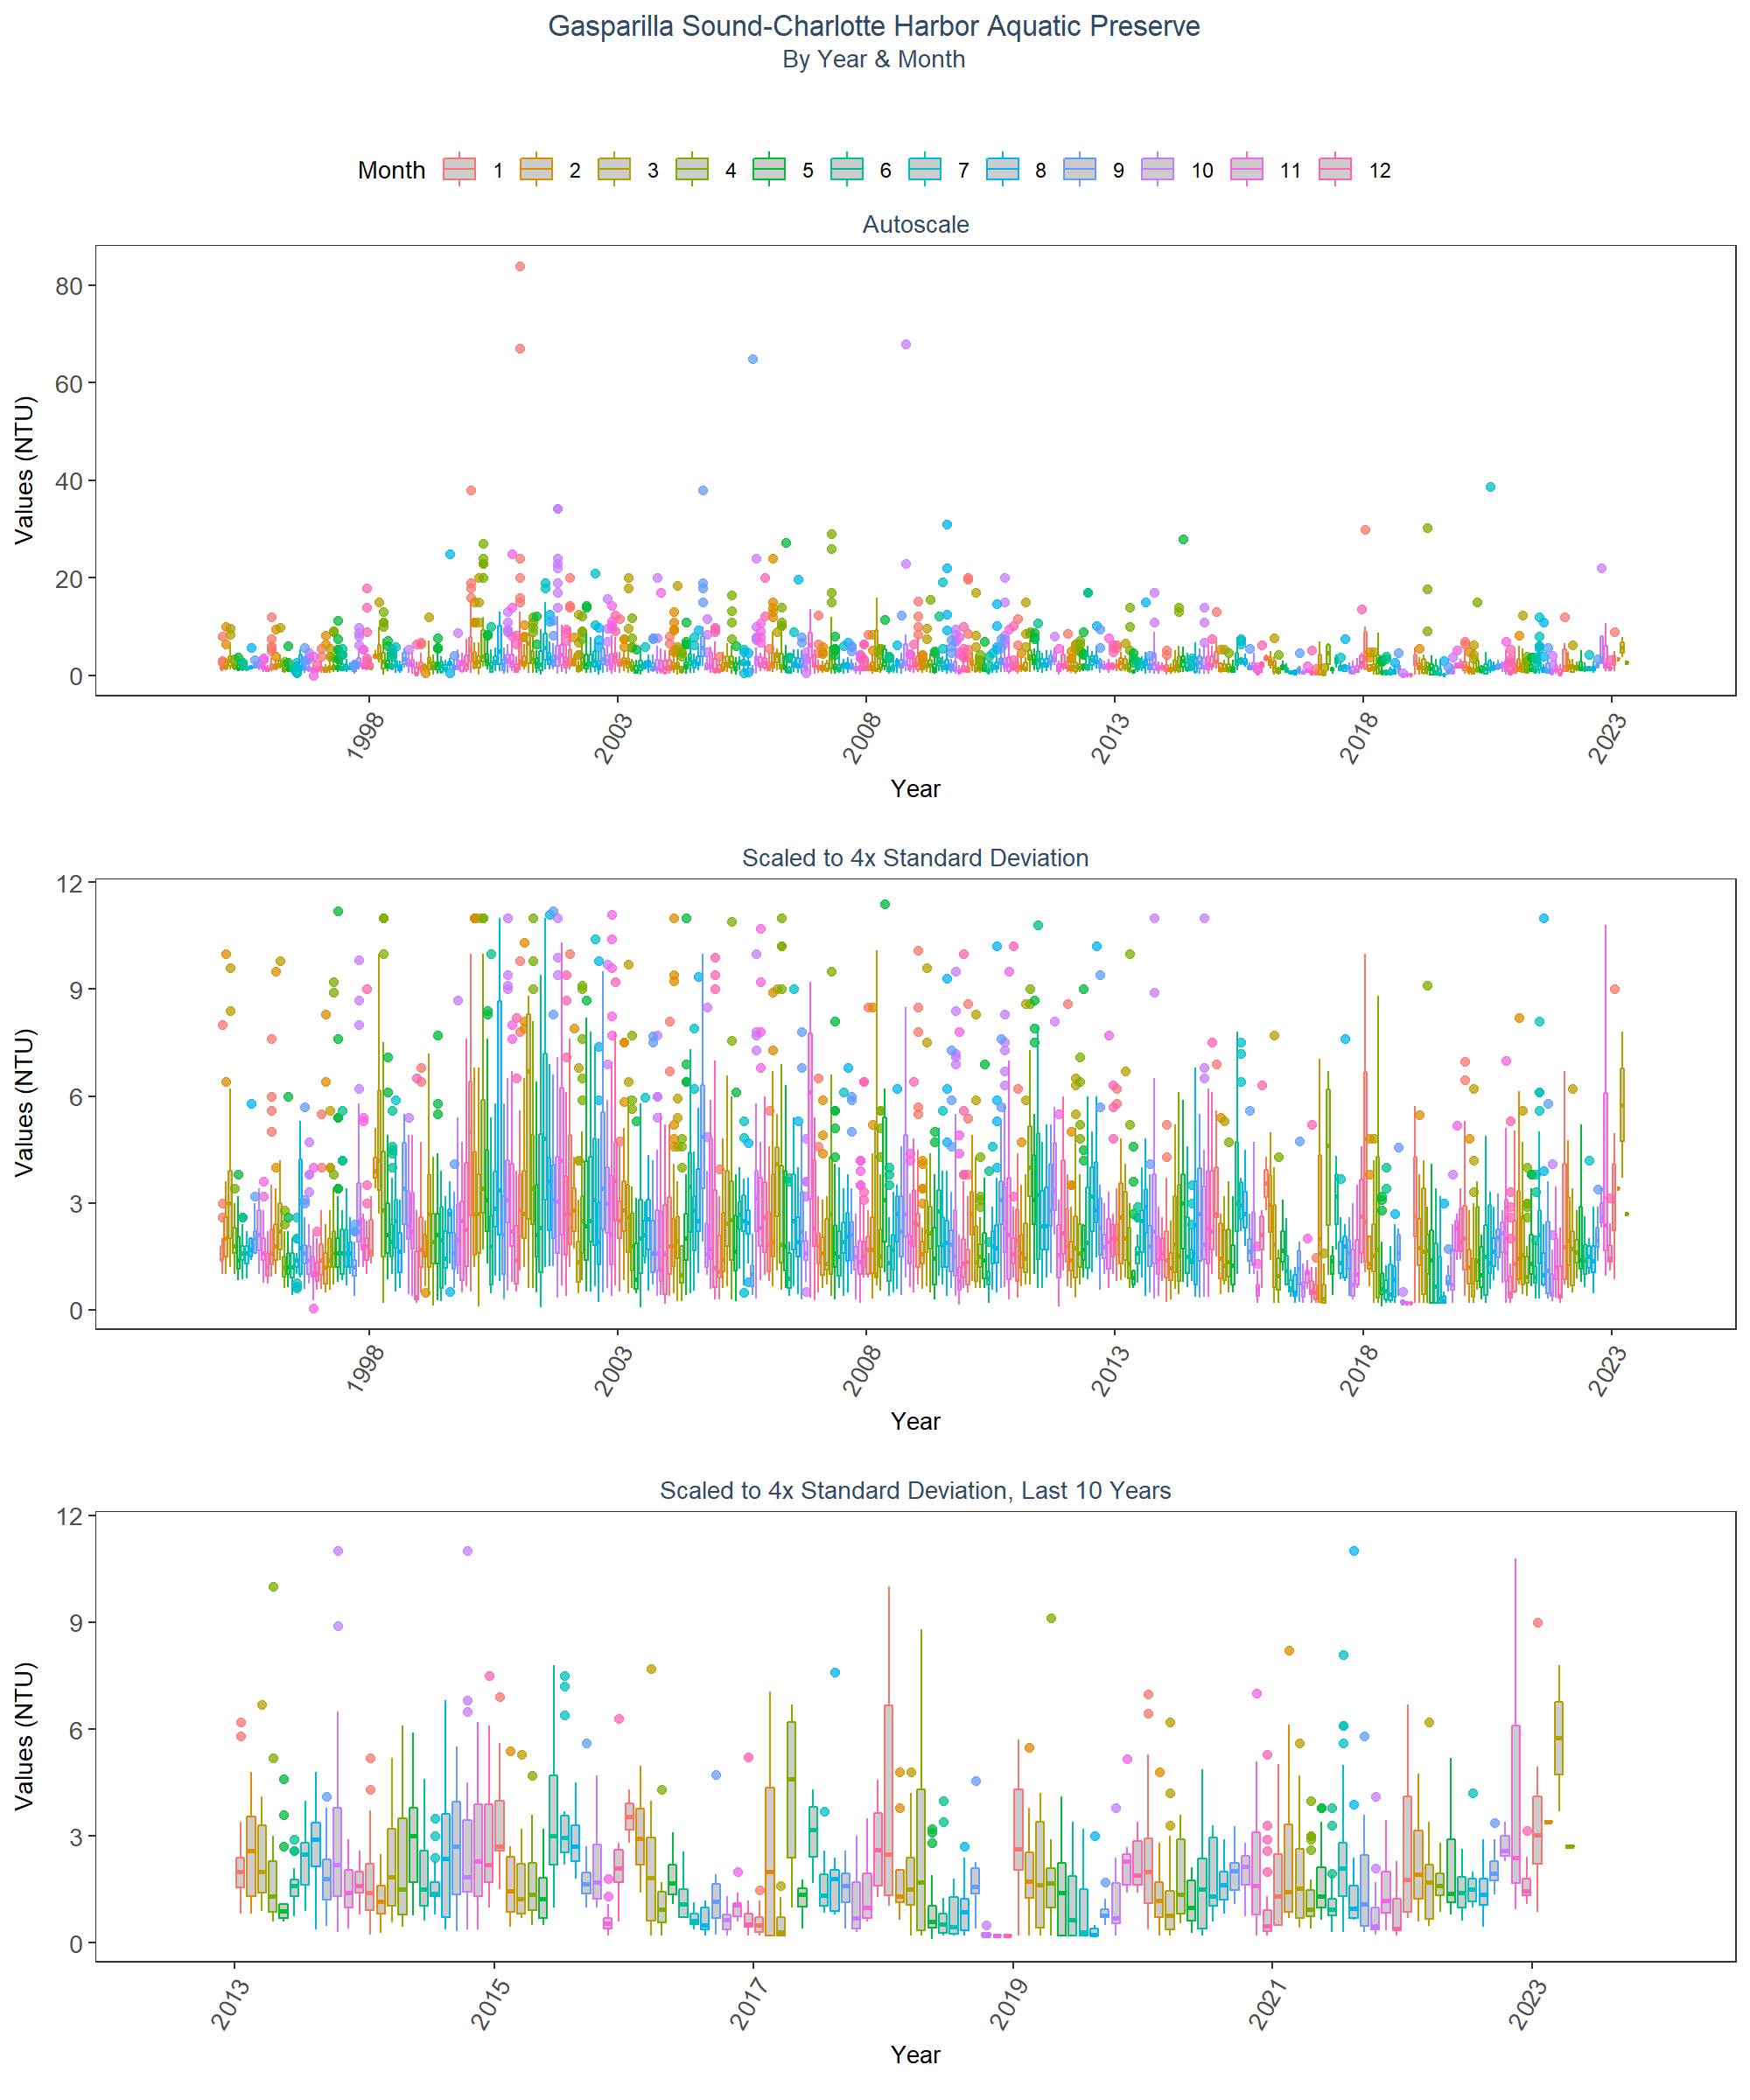 Gasparilla Sound-Charlotte Harbor Aquatic Preserve
By Year & Month
Month 1 2 3 4 5 6 7 8 9 10 11 12
Autoscale
Values (NTU)
80
60
40
20
0
1998 2003 2008 2013 2018 2023
Year
Scaled to 4x Standard Deviation
Values (NTU)
12
9
6
3
0
1998 2003 2008 2013 2018 2023
Year
Scaled to 4x Standard Deviation, Last 10 Years
Values (NTU)
12
9
6
3
0
2013 2015 2017 2019 2021 2023
Year